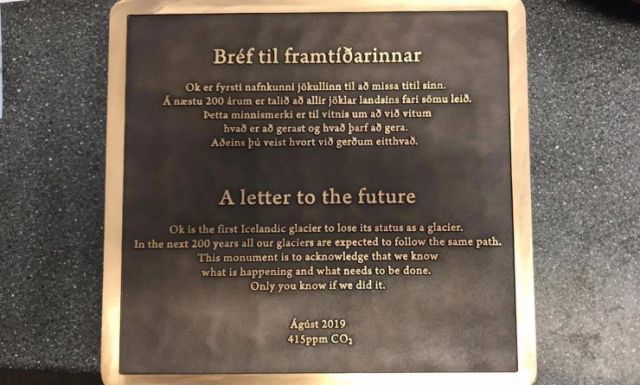 Bréf til framtíðarinnar
Ok er fyrsti nafnkunni jökullinn til að missa titil sinn.
Á næstu 200 árum er talið að allir jöklar landsins fari sömu leið.
Þetta minnismerki er til vitnis um að við vitum
hvað er að gerast og hvað þarf að gera.
Aðeins þú veist hvort við gerðum eitthvað.
A letter to the future
Ok is the first Icelandic glacier to lose its status as a glacier.
In the next 200 years all our glaciers are expected to follow the same path.
This monument is to acknowledge that we know
what is happening and what needs to be done.
Only you know if we did it.
Ágúst 2019
415ppm CO₂